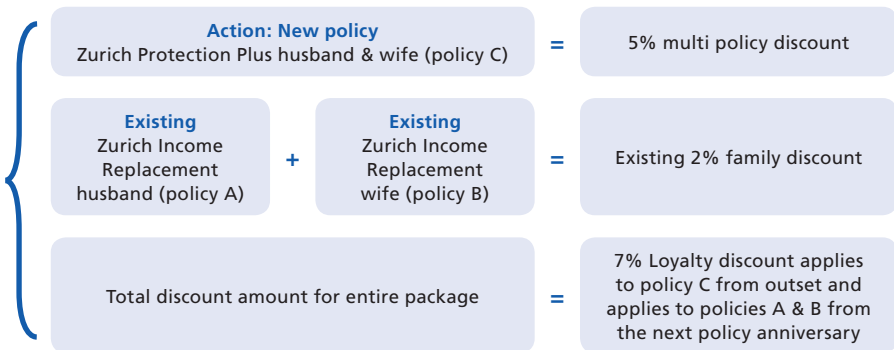 Action: New policy
Zurich Protection Plus husband & wife (policy C)
=
5% multi policy discount
Existing
Zurich Income
Replacement
husband (policy A)
+
Existing
Zurich Income
Replacement
wife (policy B)
=
Existing 2% family discount
Total discount amount for entire package
=
7% Loyalty discount applies
to policy C from outset and
applies to policies A & B from
the next policy anniversary